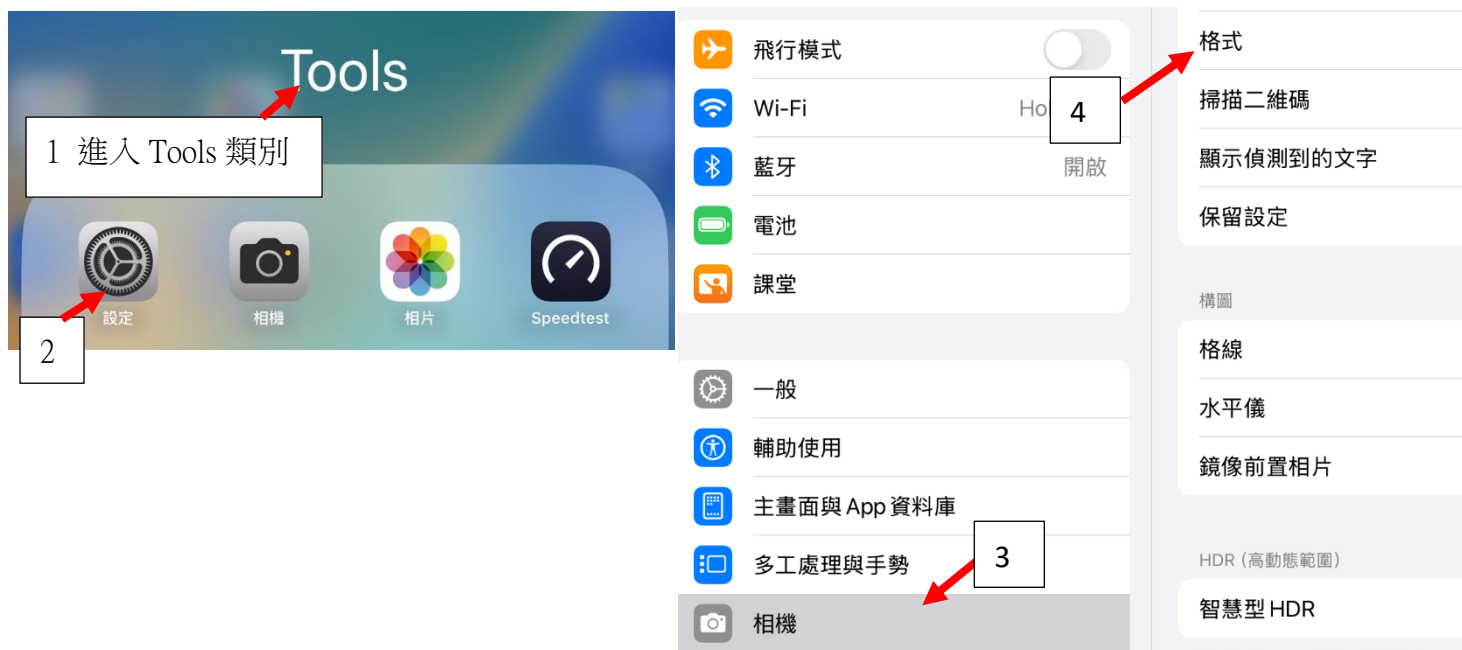 Tools
1 進入 Tools 類別
設定
相機
相片
Speedtest
2
飛行模式
Wi-Fi
Ho
藍牙
開啟
電池
課堂
一般
輔助使用
主畫面與 App 資料庫
多工處理與手勢
3
相機
4
格式
掃描二維碼
顯示偵測到的文字
保留設定
構圖
格線
水平儀
鏡像前置相片
HDR (高動態範圍)
智慧型 HDR